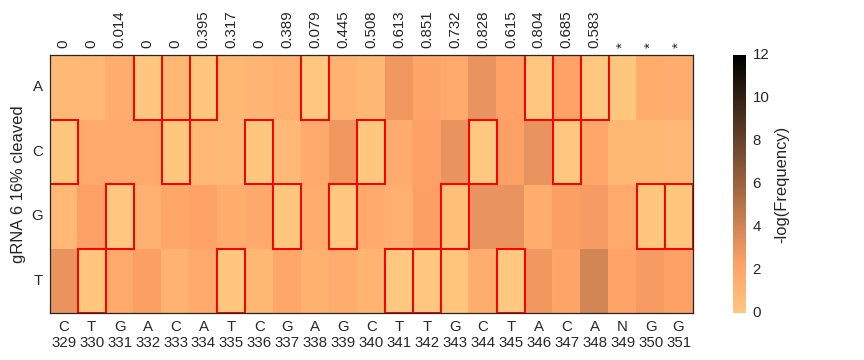 0 0 0.014 0 0 0.395 0.317 0 0.389 0.079 0.445 0.508 0.613 0.851 0.732 0.828 0.615 0.804 0.685 0.583 * * *
gRNA 6 16% cleaved
A
C
G
T
C T G A C A T C G A G C T T G C T A C A N G G
329 330 331 332 333 334 335 336 337 338 339 340 341 342 343 344 345 346 347 348 349 350 351
12
10
8
6
4
2
0
-log(Frequency)